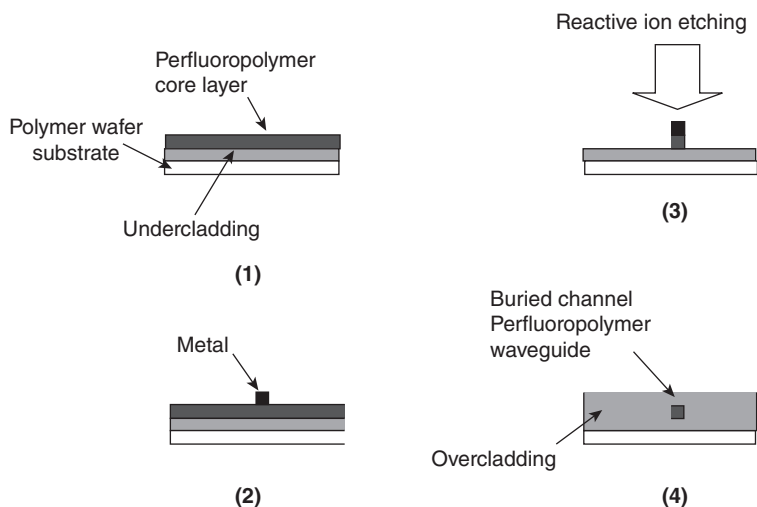 Perfluoropolymer
core layer
Polymer wafer
substrate
Undercladding
(1)
Metal
(2)
Reactive ion etching
(3)
Buried channel
Perfluoropolymer
waveguide
Overcladding
(4)